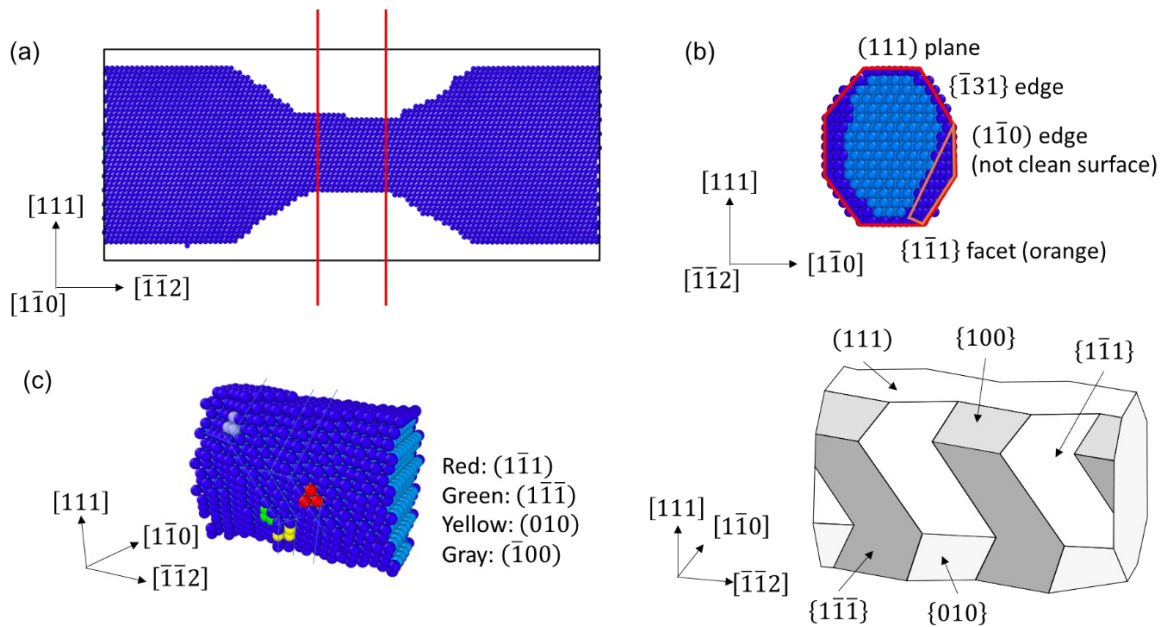 (a)
[111]
[11̅0]
[1̅1̅2]
(b)
(111) plane
{1̅31} edge
(11̅0) edge
(not clean surface)
{11̅1} facet (orange)
[111]
[1̅1̅2]
[11̅0]
(c)
[111]
[11̅0]
[1̅1̅2]
Red: (11̅1)
Green: (11̅1̅)
Yellow: (010)
Gray: (1̅00)
(111)
{100}
{11̅1}
[111]
[11̅0]
[1̅1̅2]
{11̅1̅}
{010}